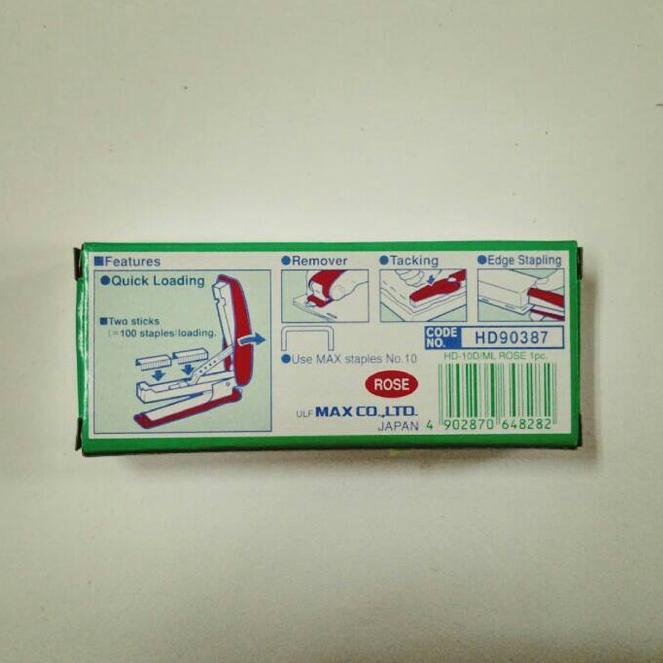 ■Features
●Quick Loading
■Two sticks
(=100 staples)loading.
●Remover
●Tacking
●Edge Stapling
●Use MAX staples No.10
CODE NO. HD90387
HD-10D/ML ROSE 1pc.
ROSE
ULF MAX CO.,LTD.
JAPAN
4 902870 648282